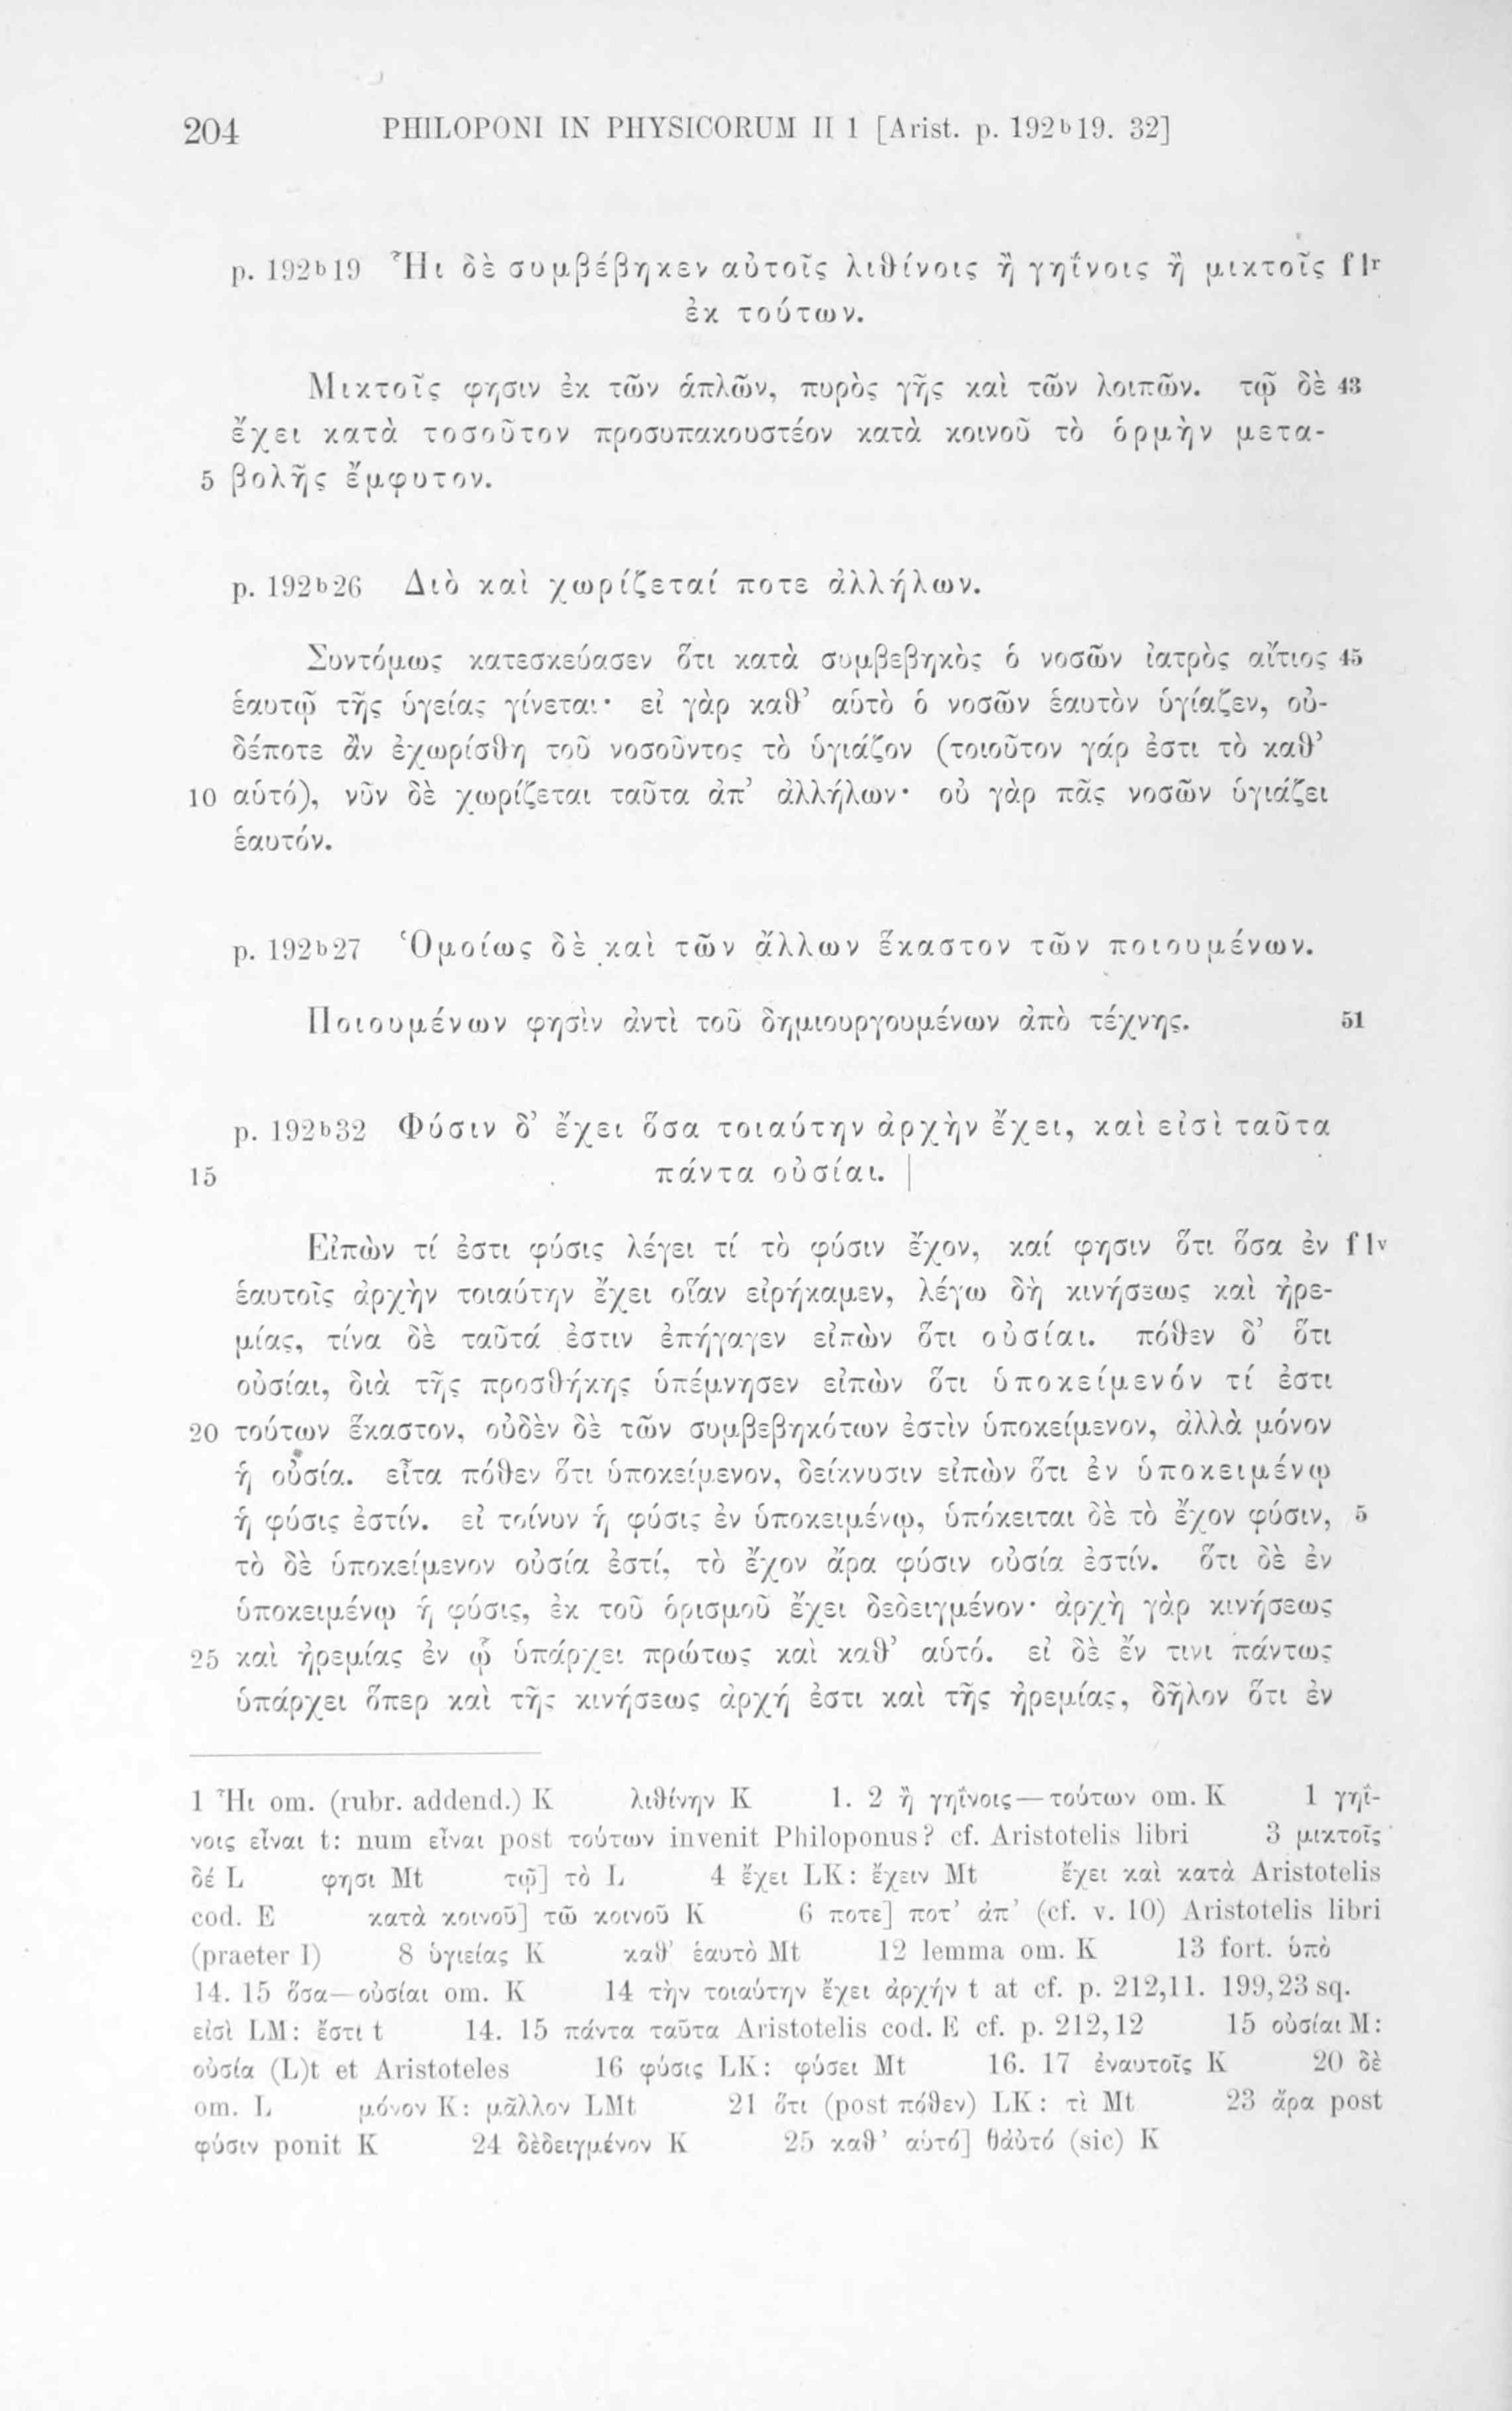 204 PHILOPONI IN PHYSICORUM II 1 [Arist. p. 192ᵇ19. 32]
p. 192ᵇ19 Ἧι δὲ συμβέβηκεν αὐτοῖς λιθίνοις ἢ γηΐνοις ἢ μικτοῖς f1ʳ
ἐκ τούτων.
Μικτοῖς φησιν ἐκ τῶν ἁπλῶν, πυρὸς γῆς καὶ τῶν λοιπῶν. τῷ δὲ 43
ἔχει κατὰ τοσοῦτον προσυπακουστέον κατὰ κοινοῦ τὸ ὁρμὴν μετα-
5 βολῆς ἔμφυτον.
p. 192ᵇ26 Διὸ καὶ χωρίζεταί ποτε ἀλλήλων.
Συντόμως κατεσκεύασεν ὅτι κατὰ συμβεβηκὸς ὁ νοσῶν ἰατρὸς αἴτιος 45
ἑαυτῷ τῆς ὑγείας γίνεται· εἰ γὰρ καθ’ αὑτὸ ὁ νοσῶν ἑαυτὸν ὑγίαζεν, οὐ-
δέποτε ἂν ἐχωρίσθη τοῦ νοσοῦντος τὸ ὑγιάζον (τοιοῦτον γάρ ἐστι τὸ καθ’
10 αὑτό), νῦν δὲ χωρίζεται ταῦτα ἀπ’ ἀλλήλων· οὐ γὰρ πᾶς νοσῶν ὑγιάζει
ἑαυτόν.
p. 192ᵇ27 Ὁμοίως δὲ καὶ τῶν ἄλλων ἕκαστον τῶν ποιουμένων.
Ποιουμένων φησὶν ἀντὶ τοῦ δημιουργουμένων ἀπὸ τέχνης. 51
p. 192ᵇ32 Φύσιν δ’ ἔχει ὅσα τοιαύτην ἀρχὴν ἔχει, καὶ εἰσὶ ταῦτα
15 πάντα οὐσίαι. |
Εἰπὼν τί ἐστι φύσις λέγει τί τὸ φύσιν ἔχον, καί φησιν ὅτι ὅσα ἐν f1ᵛ
ἑαυτοῖς ἀρχὴν τοιαύτην ἔχει οἵαν εἰρήκαμεν, λέγω δὴ κινήσεως καὶ ἠρε-
μίας, τίνα δὲ ταῦτά ἐστιν ἐπήγαγεν εἰπὼν ὅτι οὐσίαι. πόθεν δ’ ὅτι
οὐσίαι, διὰ τῆς προσθήκης ὑπέμνησεν εἰπὼν ὅτι ὑποκείμενόν τί ἐστι
20 τούτων ἕκαστον, οὐδὲν δὲ τῶν συμβεβηκότων ἐστὶν ὑποκείμενον, ἀλλὰ μόνον
ἡ οὐσία. εἶτα πόθεν ὅτι ὑποκείμενον, δείκνυσιν εἰπὼν ὅτι ἐν ὑποκειμένῳ
ἡ φύσις ἐστίν. εἰ τοίνυν ἡ φύσις ἐν ὑποκειμένῳ, ὑπόκειται δὲ τὸ ἔχον φύσιν, 5
τὸ δὲ ὑποκείμενον οὐσία ἐστί, τὸ ἔχον ἄρα φύσιν οὐσία ἐστίν. ὅτι δὲ ἐν
ὑποκειμένῳ ἡ φύσις, ἐκ τοῦ ὁρισμοῦ ἔχει δεδειγμένον· ἀρχὴ γὰρ κινήσεως
25 καὶ ἠρεμίας ἐν ᾧ ὑπάρχει πρώτως καὶ καθ’ αὑτό. εἰ δὲ ἔν τινι πάντως
ὑπάρχει ὅπερ καὶ τῆς κινήσεως ἀρχή ἐστι καὶ τῆς ἠρεμίας, δῆλον ὅτι ἐν
1 Ἧι om. (rubr. addend.) K λιθίνην K 1. 2 ἢ γηΐνοις—τούτων om. K 1 γηΐ-
νοις εἶναι t: num εἶναι post τούτων invenit Philoponus? cf. Aristotelis libri 3 μικτοῖς
δέ L φησι Mt τῷ] τὸ L 4 ἔχει LK: ἔχειν Mt ἔχει καὶ κατὰ Aristotelis
cod. E κατὰ κοινοῦ] τῶ κοινοῦ K 6 ποτε] ποτ’ ἀπ’ (cf. v. 10) Aristotelis libri
(praeter I) 8 ὑγιείας K καθ’ ἑαυτὸ Mt 12 lemma om. K 13 fort. ὑπὸ
14. 15 ὅσα—οὐσίαι om. K 14 τὴν τοιαύτην ἔχει ἀρχήν t at cf. p. 212,11. 199,23 sq.
εἰσὶ LM: ἔστι t 14. 15 πάντα ταῦτα Aristotelis cod. E cf. p. 212,12 15 οὐσίαι M:
οὐσία (L)t et Aristoteles 16 φύσις LK: φύσει Mt 16. 17 ἐναυτοῖς K 20 δὲ
om. L μόνον K: μᾶλλον LMt 21 ὅτι (post πόθεν) LK: τὶ Mt 23 ἄρα post
φύσιν ponit K 24 δὲδειγμένον K 25 καθ’ αὑτό] θἀὐτό (sic) K